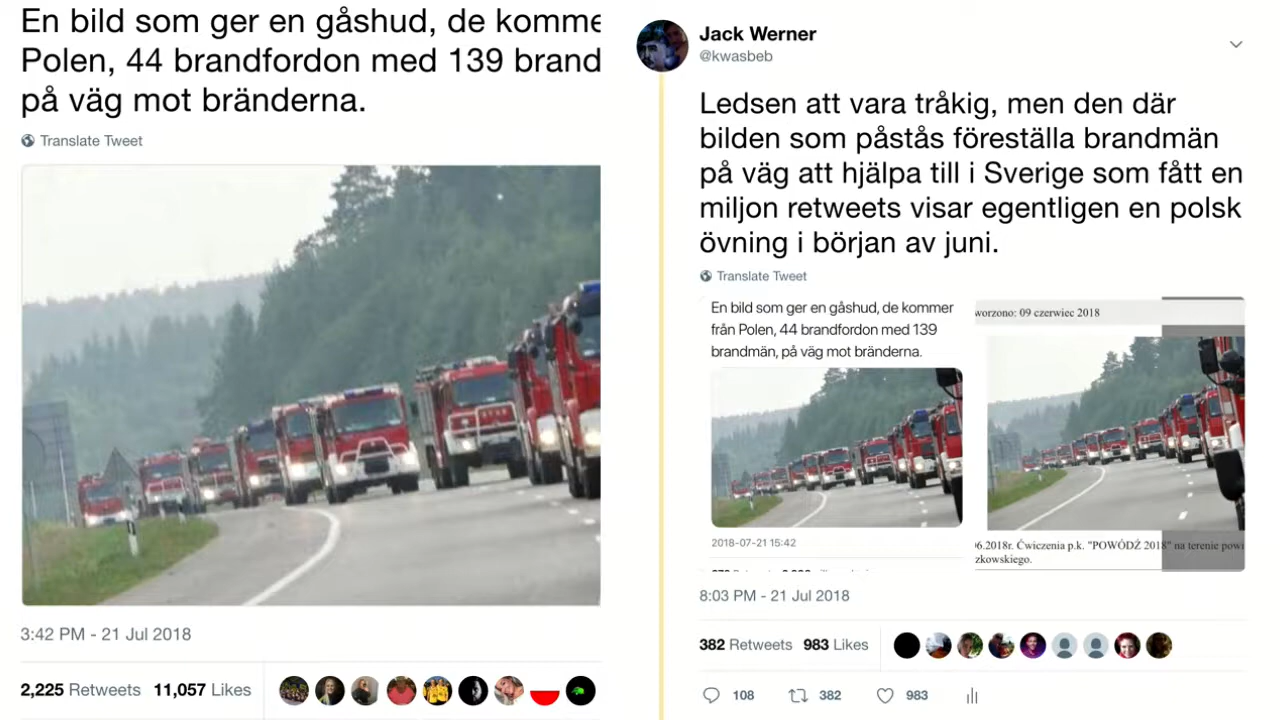 En bild som ger en gåshud, de komme
Polen, 44 brandfordon med 139 brand
på väg mot bränderna.
Translate Tweet
3:42 PM - 21 Jul 2018
2,225 Retweets 11,057 Likes
Jack Werner
@kwasbeb
Ledsen att vara tråkig, men den där
bilden som påstås föreställa brandmän
på väg att hjälpa till i Sverige som fått en
miljon retweets visar egentligen en polsk
övning i början av juni.
Translate Tweet
En bild som ger en gåshud, de kommer
från Polen, 44 brandfordon med 139
brandmän, på väg mot bränderna.
2018-07-21 15:42
worzono: 09 czerwiec 2018
06.2018r. Ćwiczenia p.k. "POWÓDŹ 2018" na terenie powi
zkowskiego.
8:03 PM - 21 Jul 2018
382 Retweets 983 Likes
108 382 983